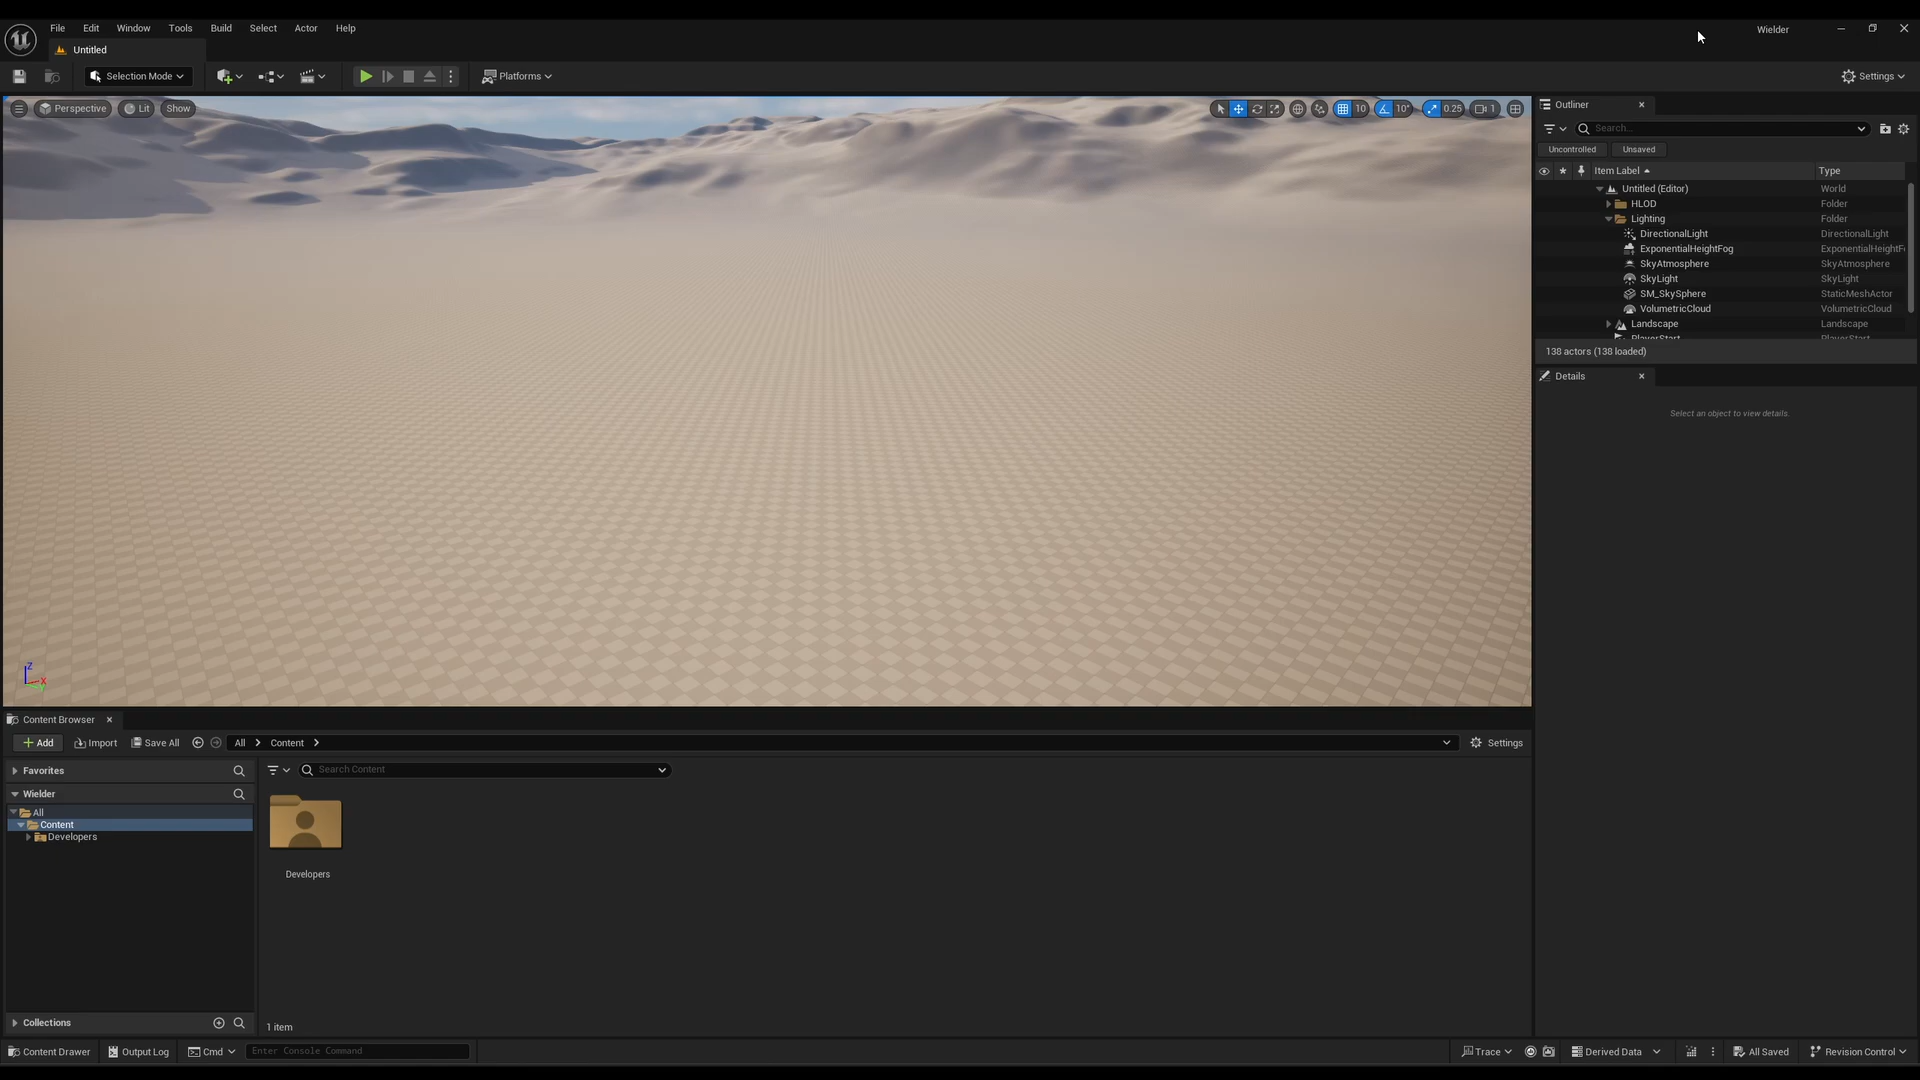 File Edit Window Tools Build Select Actor Help
Wielder
Untitled
Selection Mode
Platforms
Settings
Perspective
Lit
Show
10
10°
0.25
1
Outliner
Search...
Uncontrolled
Unsaved
Item Label
Type
Untitled (Editor) World
HLOD Folder
Lighting Folder
DirectionalLight DirectionalLight
ExponentialHeightFog ExponentialHeightF
SkyAtmosphere SkyAtmosphere
SkyLight SkyLight
SM_SkySphere StaticMeshActor
VolumetricCloud VolumetricCloud
Landscape Landscape
PlayerStart PlayerStart
138 actors (138 loaded)
Details
Select an object to view details.
Z
X
Y
Content Browser
Add
Import
Save All
All
Content
Settings
Favorites
Search Content
Wielder
All
Content
Developers
Developers
Collections
1 item
Content Drawer
Output Log
Cmd
Enter Console Command
Trace
Derived Data
All Saved
Revision Control